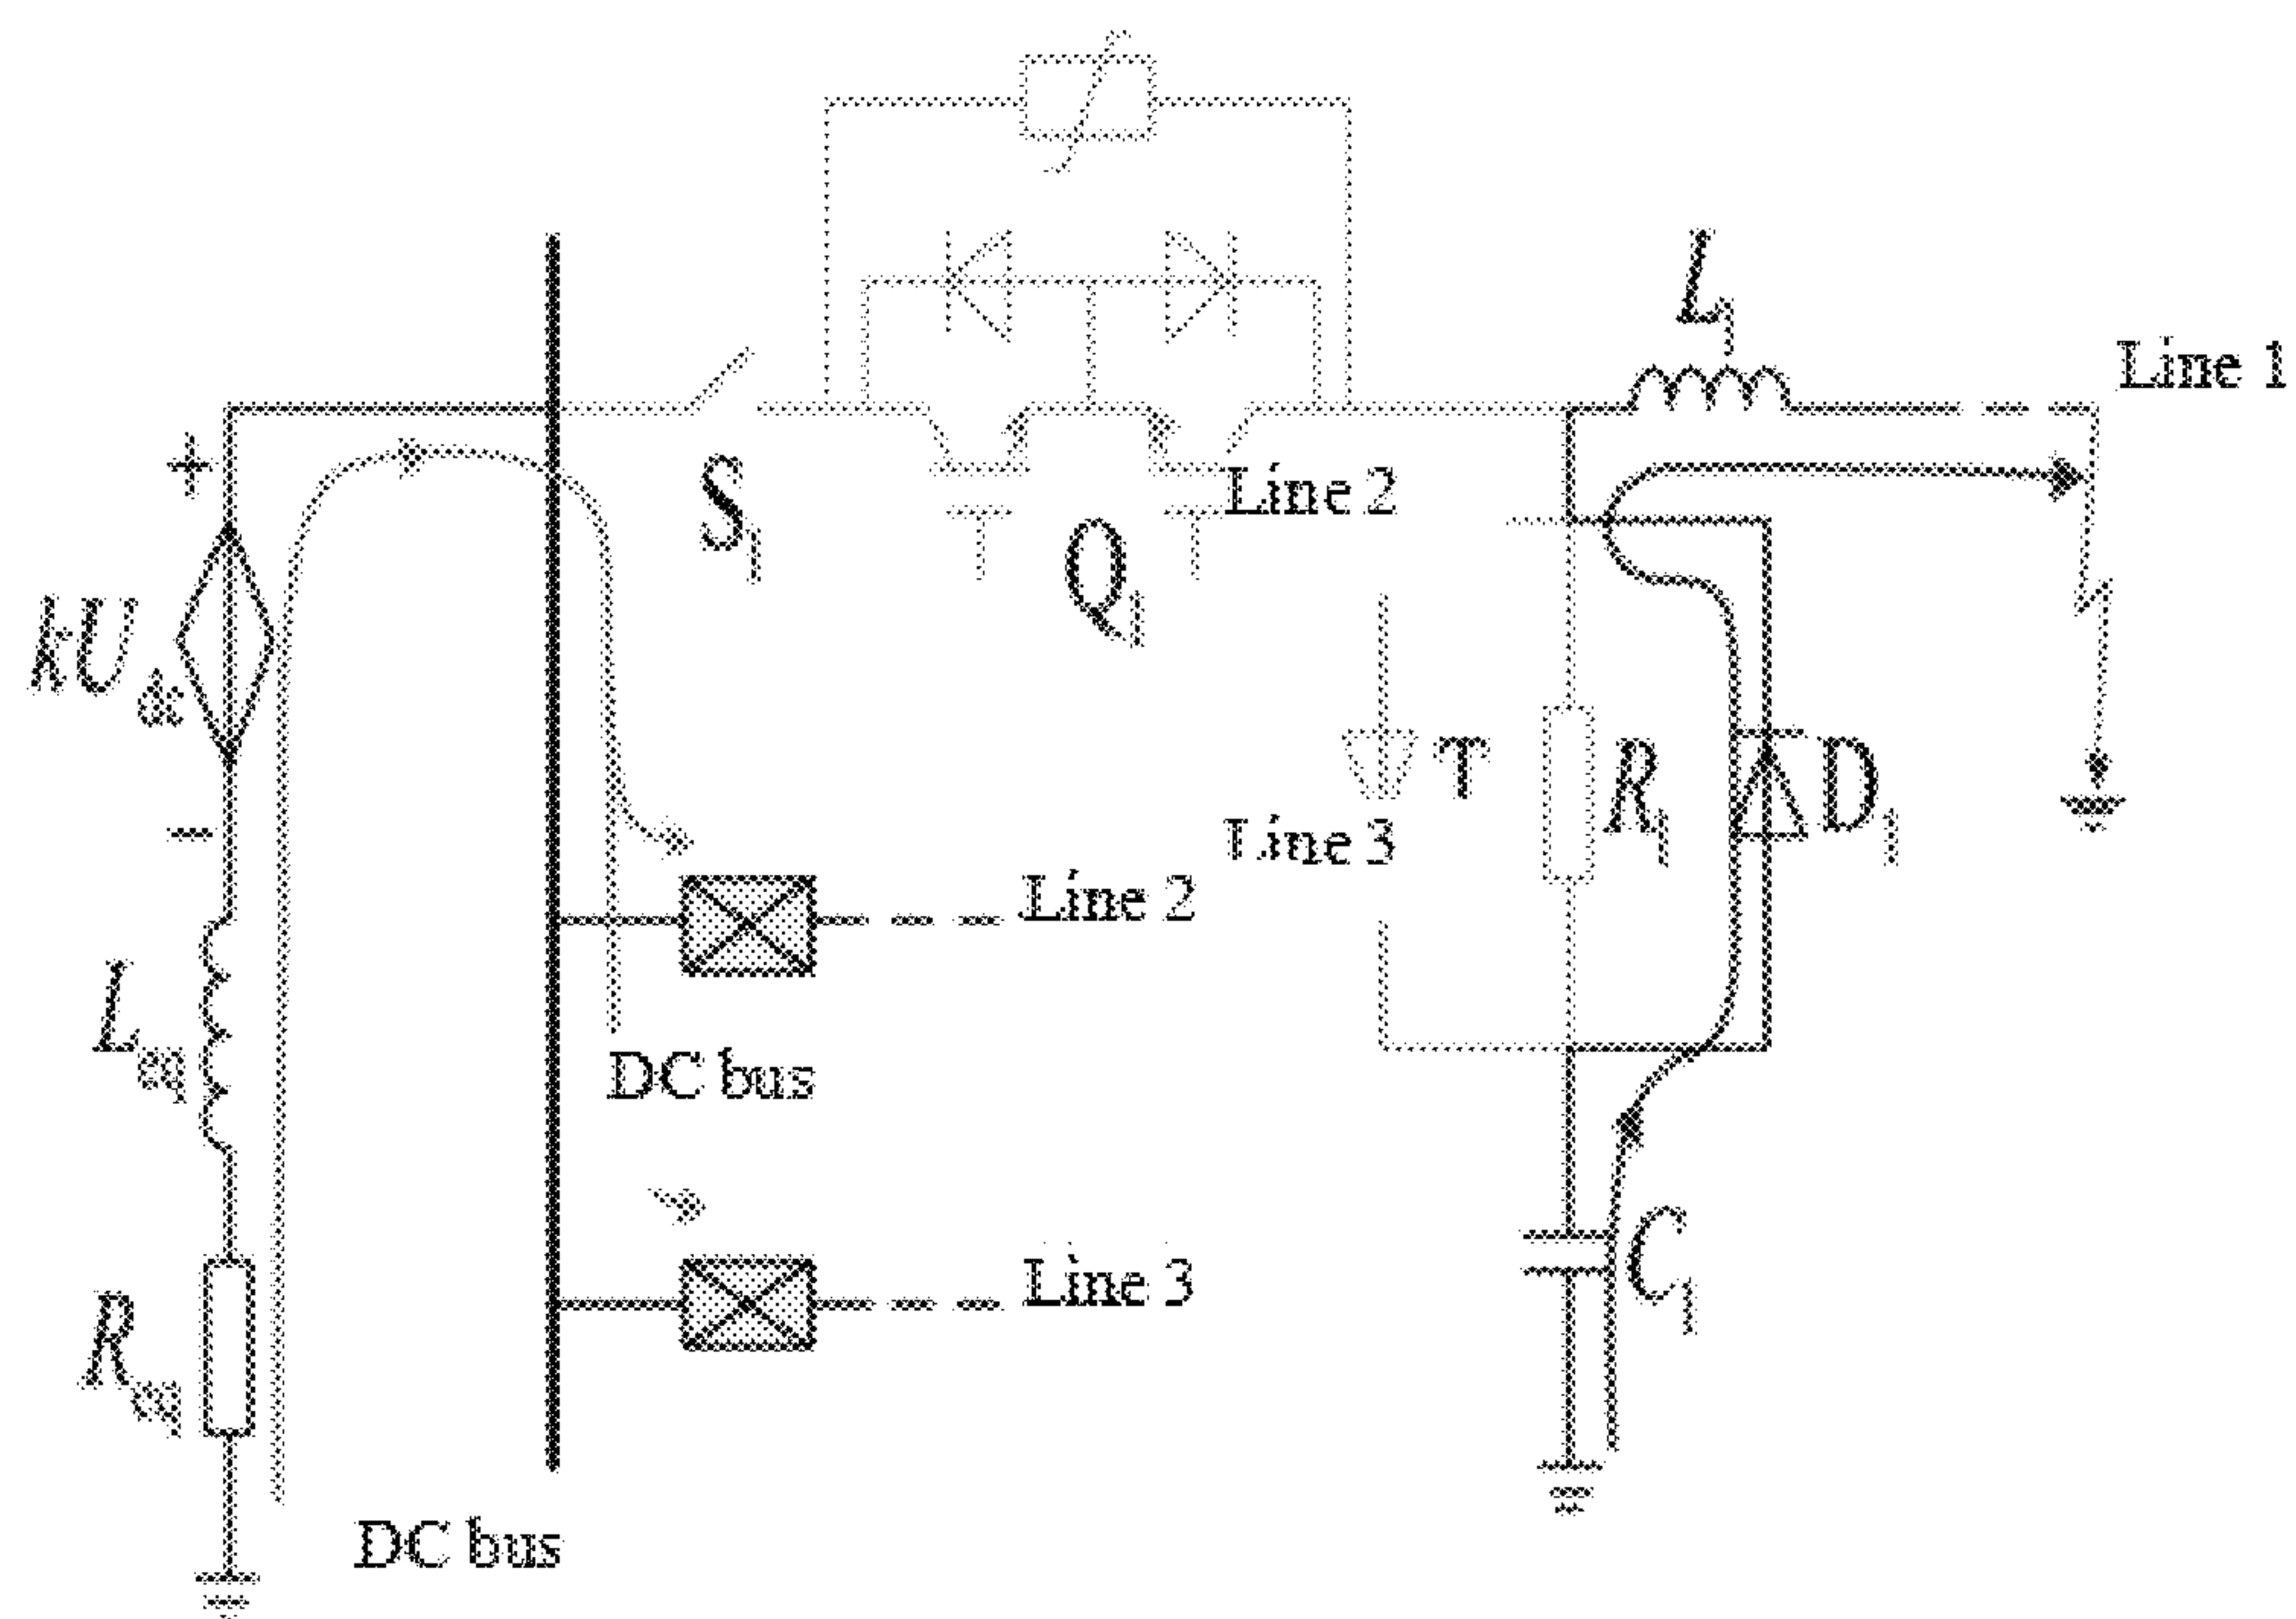 L1
Line 1
+
S1
Line 2
Q1
kUdc
T
R1
D1
−
Line 3
Line 2
Leq
DC bus
C1
Line 3
Req
DC bus